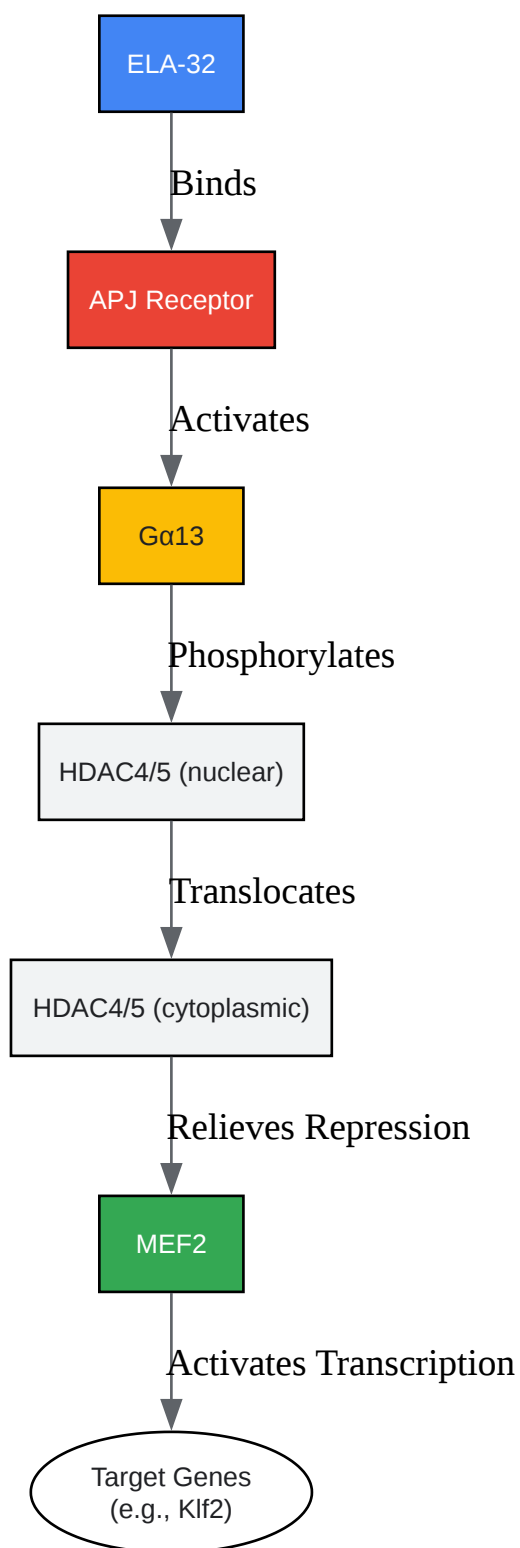 ELA-32
Binds
APJ Receptor
Activates
Gα13
Phosphorylates
HDAC4/5 (nuclear)
Translocates
HDAC4/5 (cytoplasmic)
Relieves Repression
MEF2
Activates Transcription
Target Genes
(e.g., Klf2)